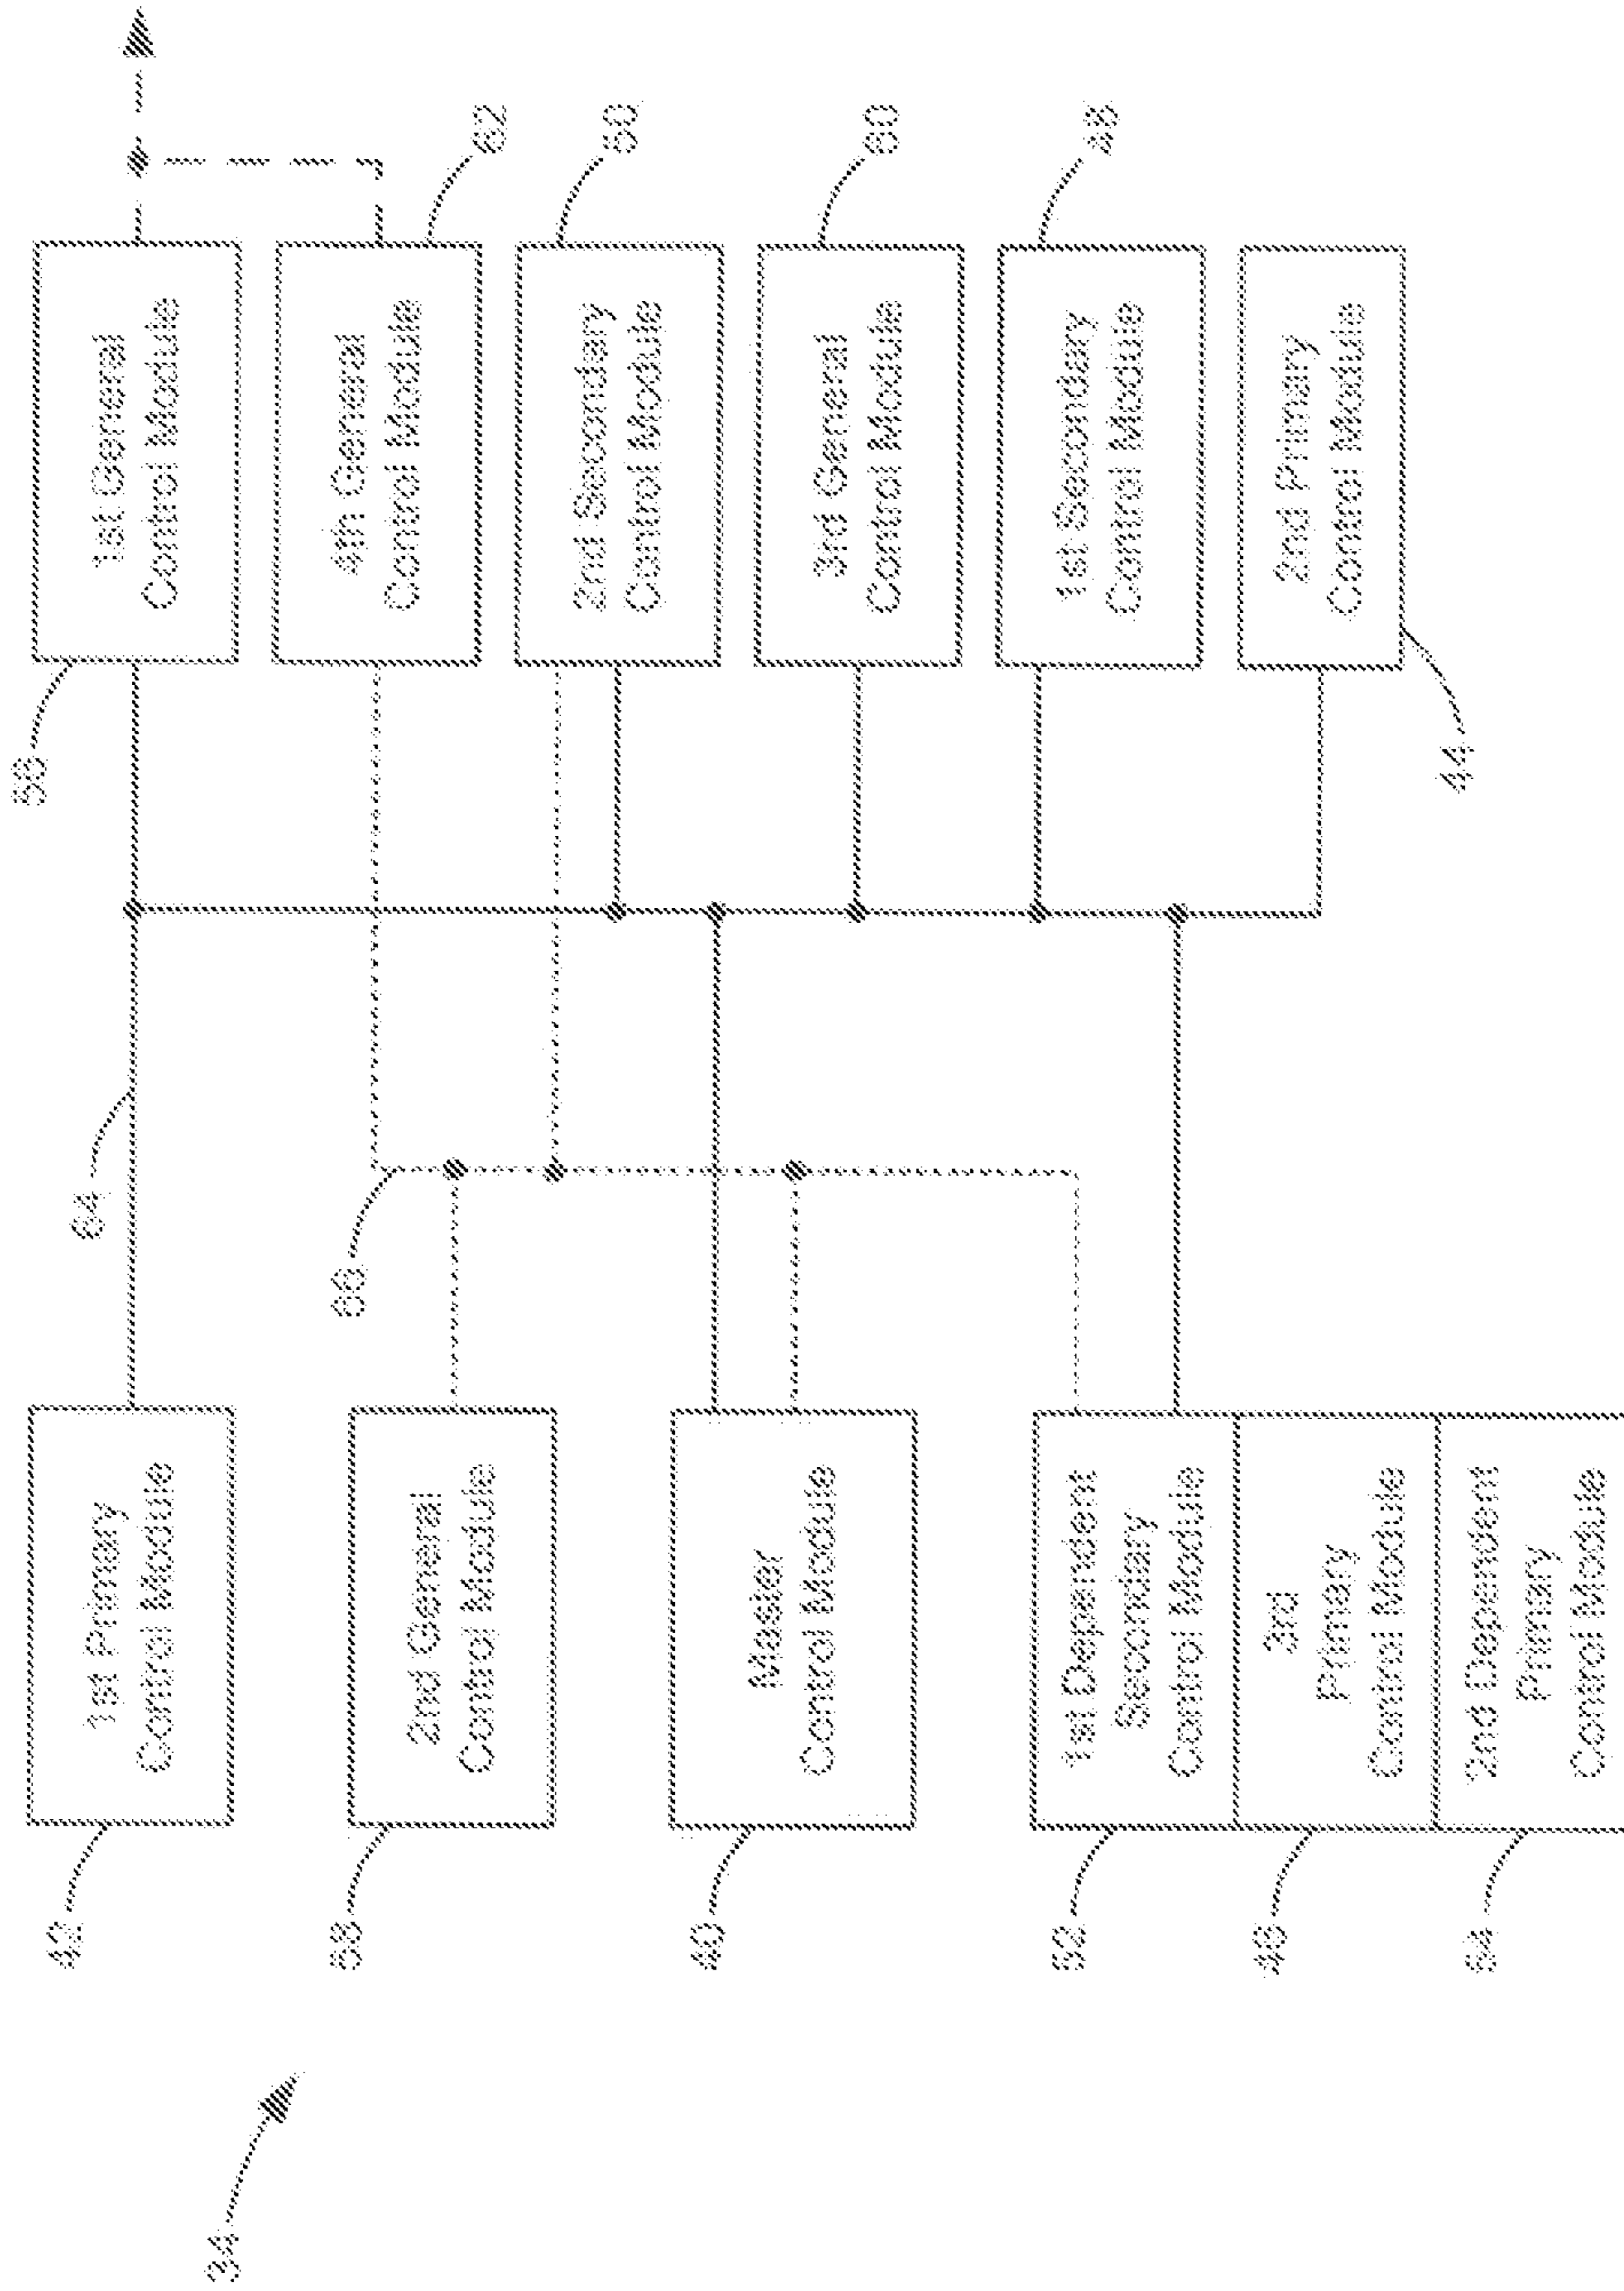 34
42
1st Primary
Control Module
64
56
1st General
Control Module
58
2nd General
Control Module
66
4th General
Control Module
62
2nd Secondary
Control Module
50
40
Master
Control Module
3rd General
Control Module
60
52
1st Dependent
Secondary
Control Module
1st Secondary
Control Module
48
46
3rd
Primary
Control Module
2nd Primary
Control Module
44
54
2nd Dependent
Primary
Control Module